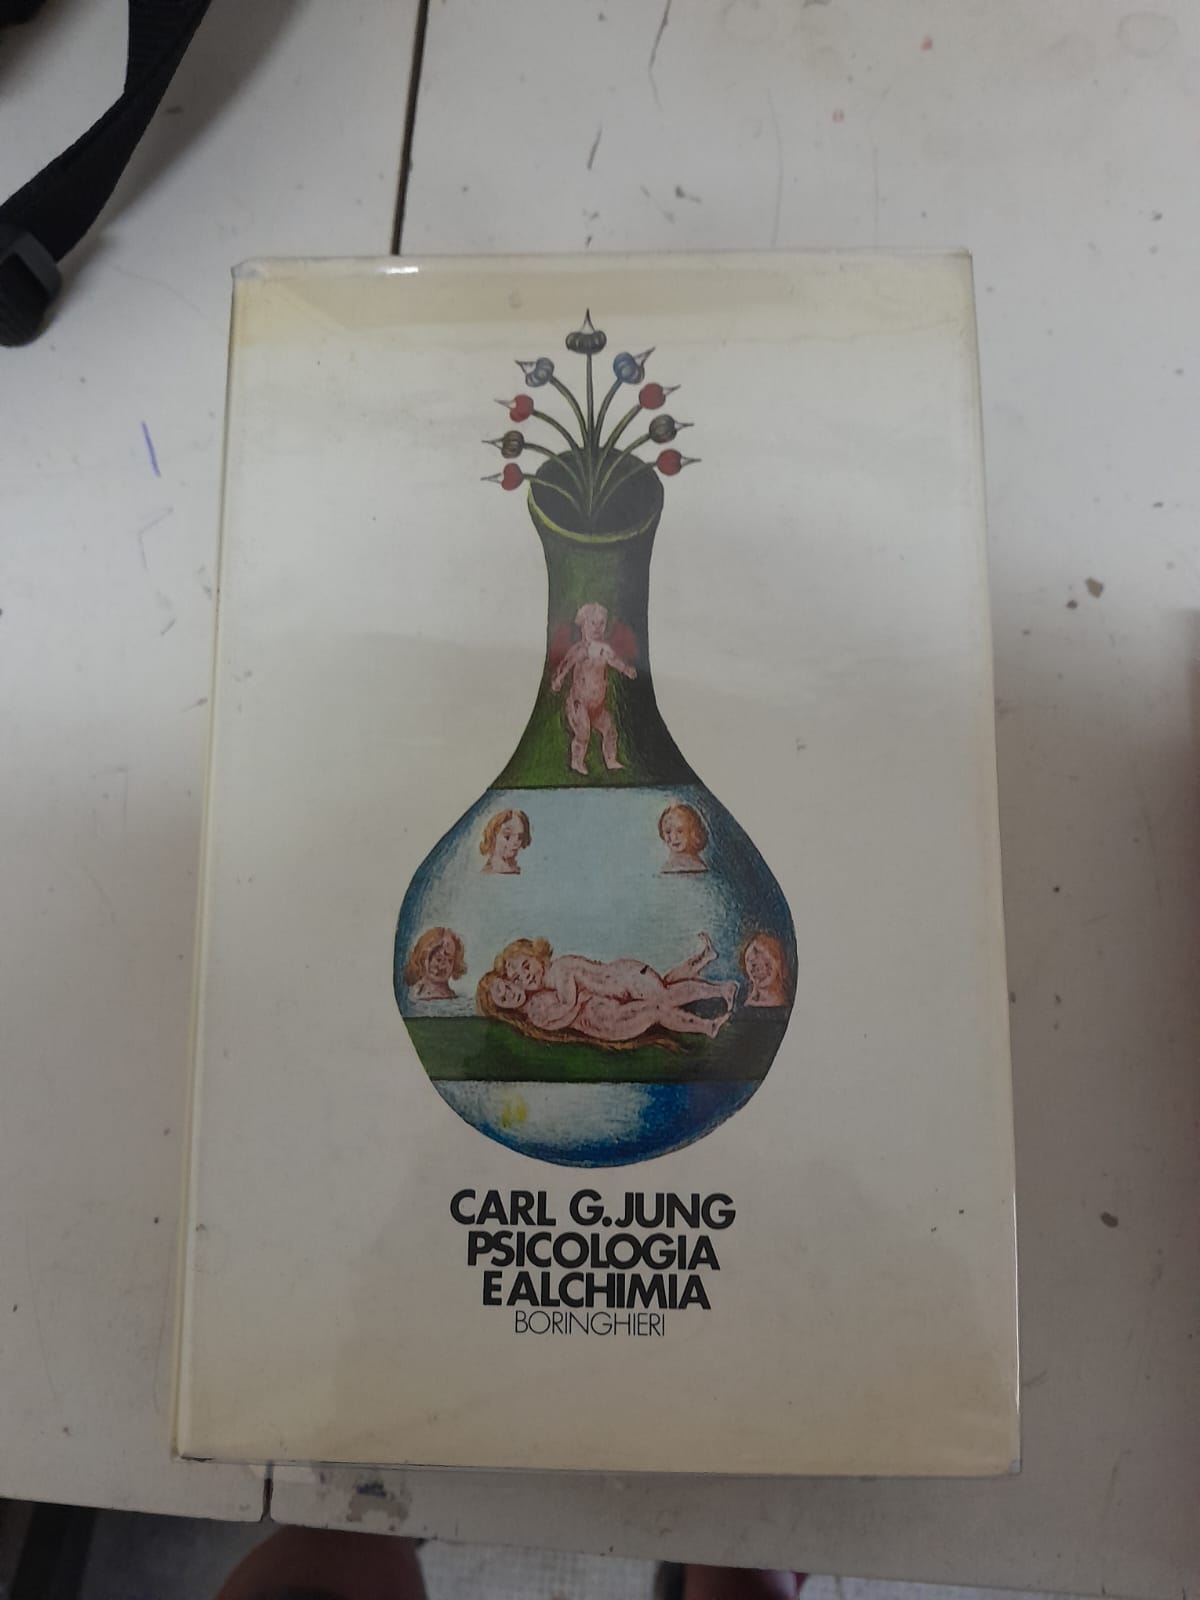 CARL G. JUNG
PSICOLOGIA
E ALCHIMIA
BORINGHIERI